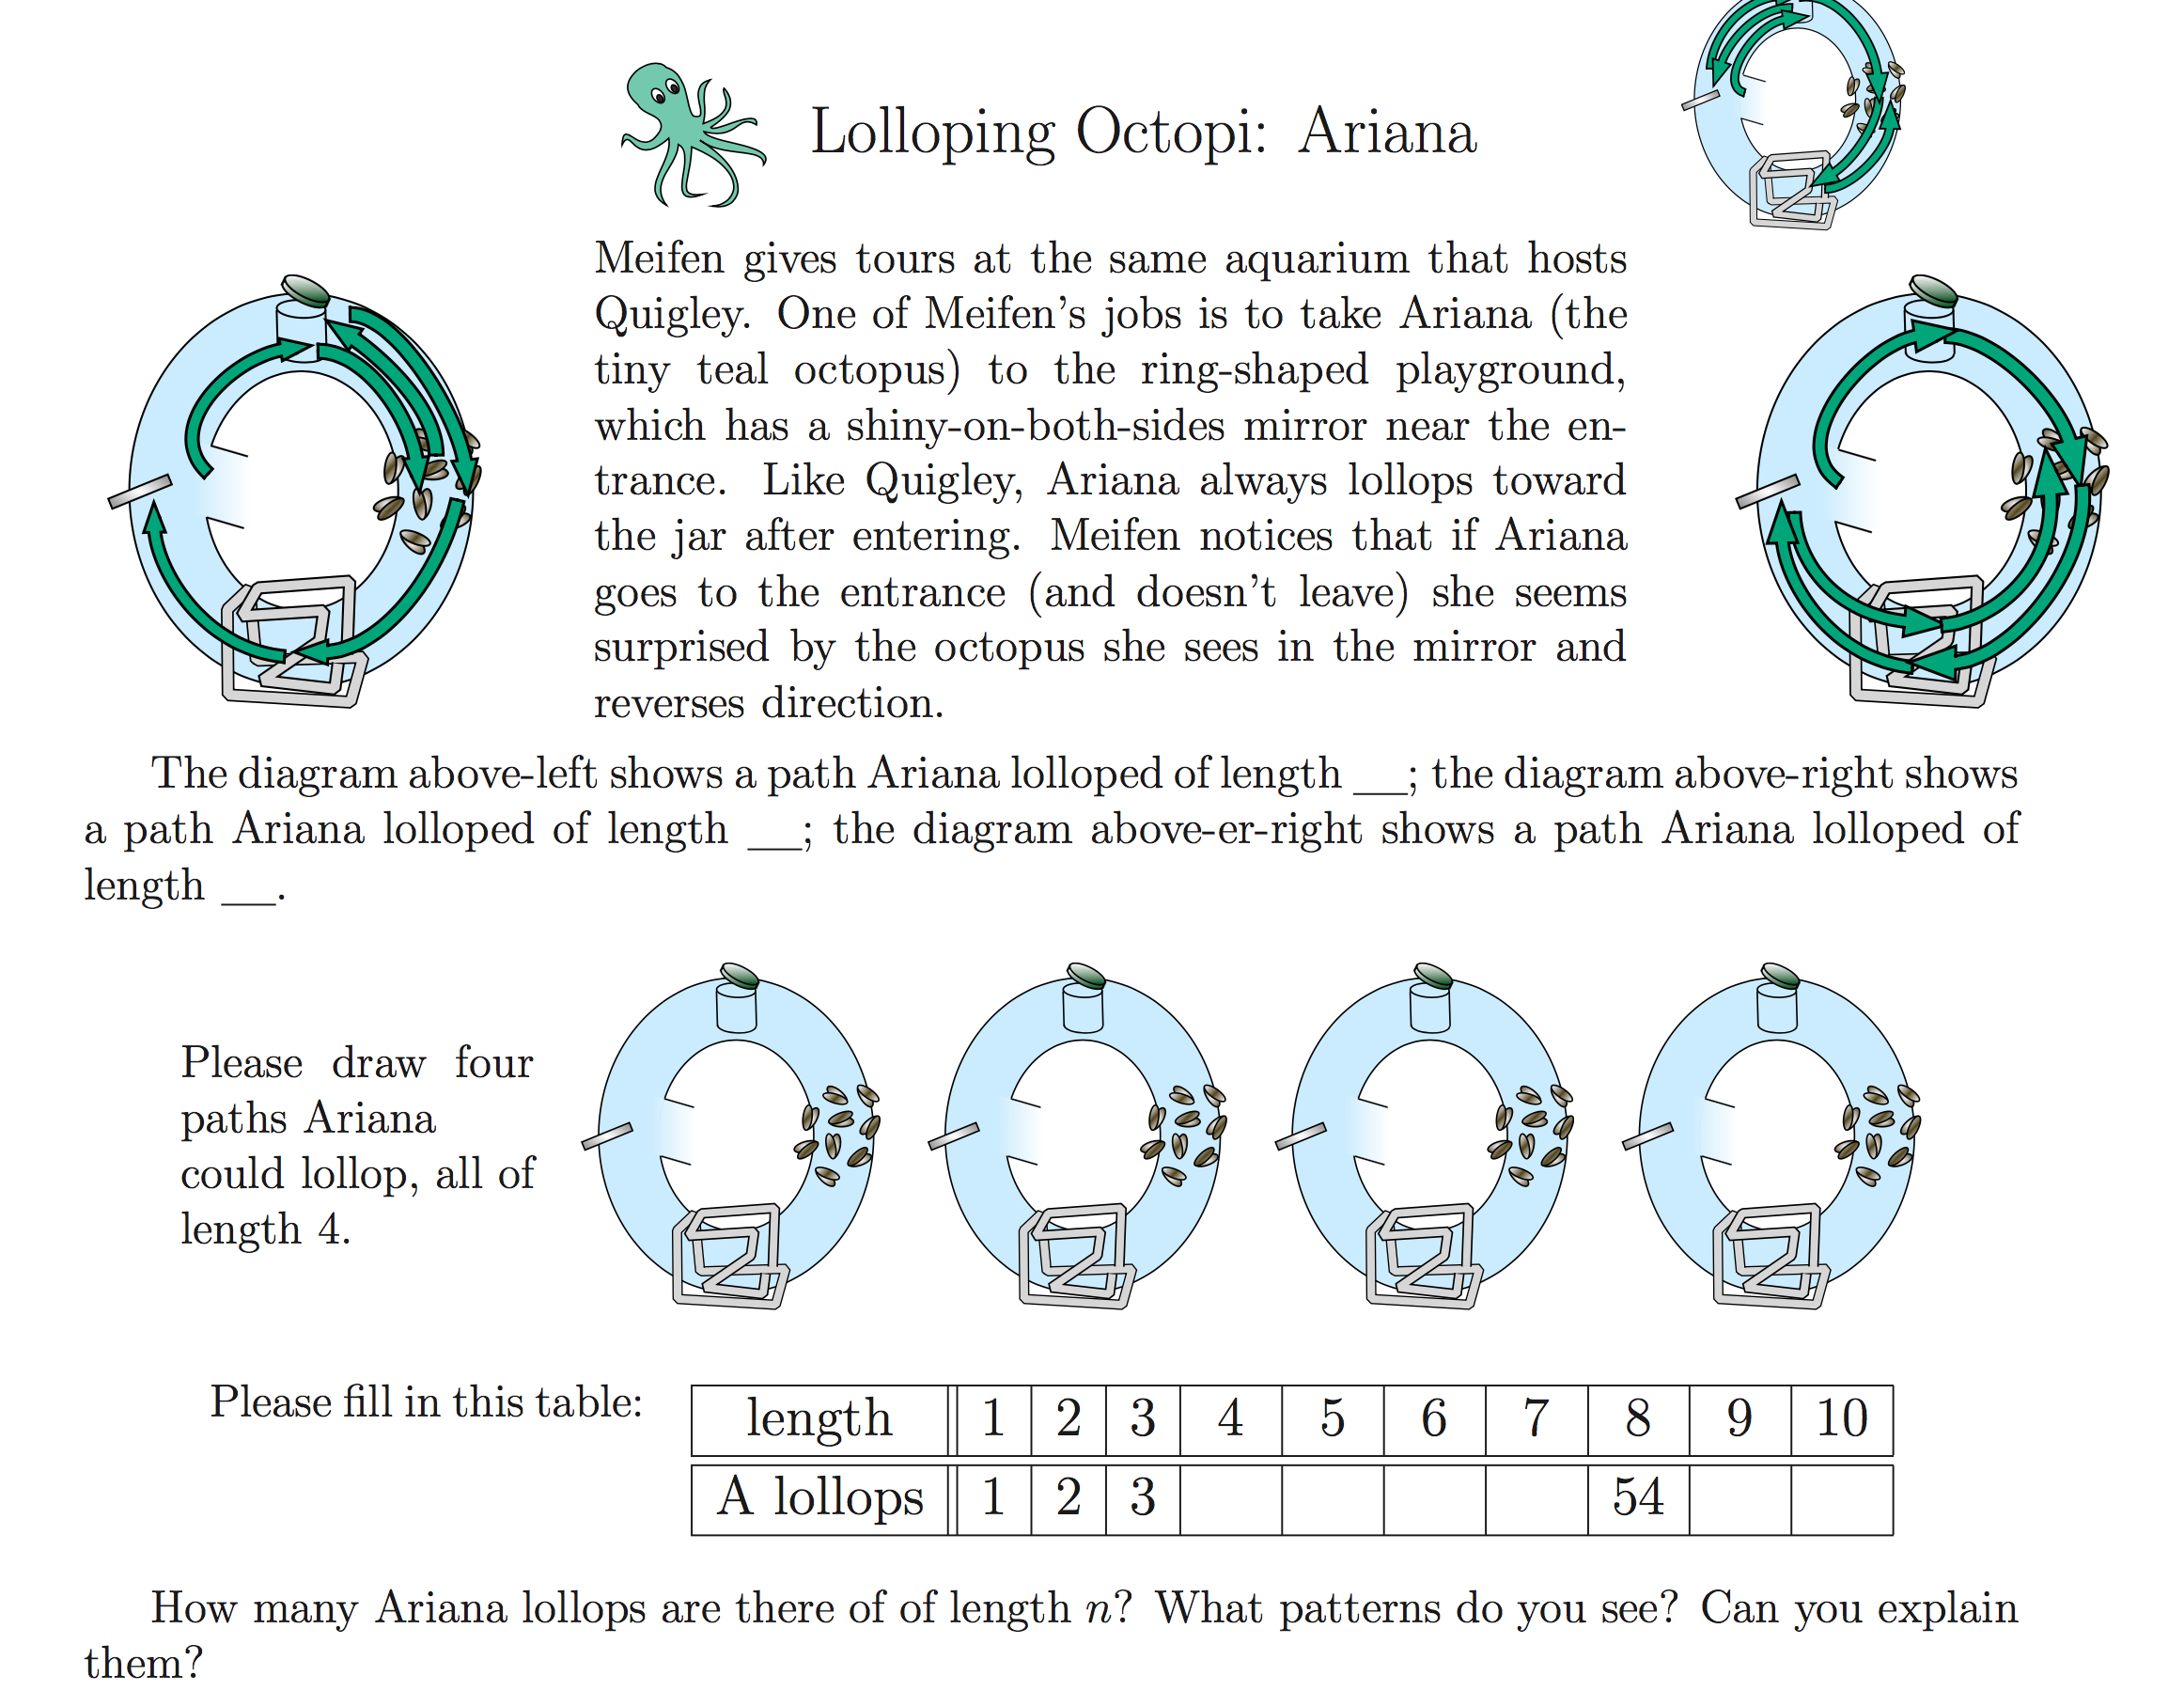 Lolloping Octopi: Ariana
Meifen gives tours at the same aquarium that hosts
Quigley. One of Meifen’s jobs is to take Ariana (the
tiny teal octopus) to the ring-shaped playground,
which has a shiny-on-both-sides mirror near the en-
trance. Like Quigley, Ariana always lollops toward
the jar after entering. Meifen notices that if Ariana
goes to the entrance (and doesn’t leave) she seems
surprised by the octopus she sees in the mirror and
reverses direction.
The diagram above-left shows a path Ariana lolloped of length __; the diagram above-right shows
a path Ariana lolloped of length __; the diagram above-er-right shows a path Ariana lolloped of
length __.
Please draw four
paths Ariana
could lollop, all of
length 4.
Please fill in this table:
length 1 2 3 4 5 6 7 8 9 10
A lollops 1 2 3 54
How many Ariana lollops are there of of length n? What patterns do you see? Can you explain
them?